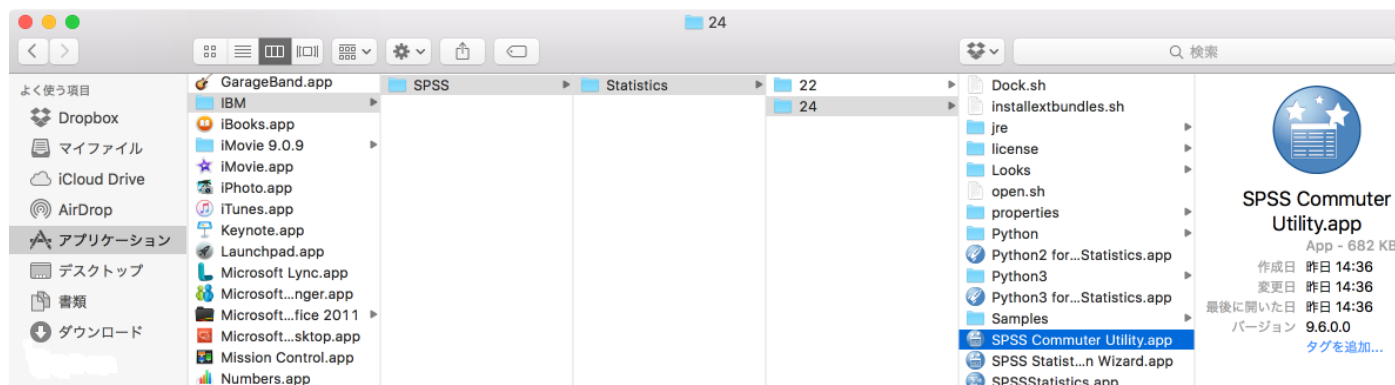 24
検索
よく使う項目
Dropbox
マイファイル
iCloud Drive
AirDrop
アプリケーション
デスクトップ
書類
ダウンロード
GarageBand.app
IBM
iBooks.app
iMovie 9.0.9
iMovie.app
iPhoto.app
iTunes.app
Keynote.app
Launchpad.app
Microsoft Lync.app
Microsoft...nger.app
Microsoft...fice 2011
Microsoft...sktop.app
Mission Control.app
Numbers.app
SPSS
Statistics
22
24
Dock.sh
installextbundles.sh
jre
license
Looks
open.sh
properties
Python
Python2 for...Statistics.app
Python3
Python3 for...Statistics.app
Samples
SPSS Commuter Utility.app
SPSS Statist...n Wizard.app
SPSSStatistics.app
SPSS Commuter
Utility.app
App - 682 KB
作成日 昨日 14:36
変更日 昨日 14:36
最後に開いた日 昨日 14:36
バージョン 9.6.0.0
タグを追加...